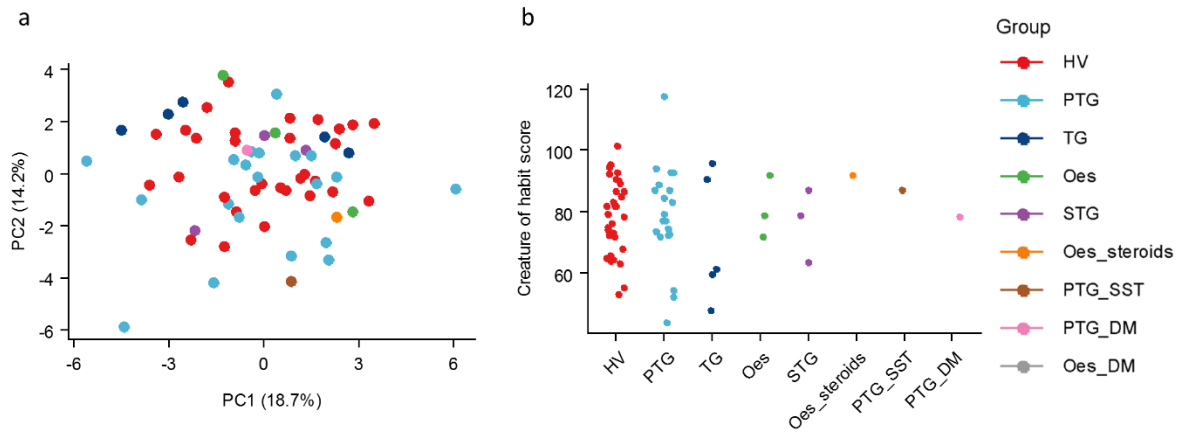 a
PC2 (14.2%)
4
2
0
-2
-4
-6
-6
-3
0
3
6
PC1 (18.7%)
b
Creature of habit score
120
100
80
60
HV
PTG
TG
Oes
STG
Oes_steroids
PTG_SST
PTG_DM
Group
HV
PTG
TG
Oes
STG
Oes_steroids
PTG_SST
PTG_DM
Oes_DM